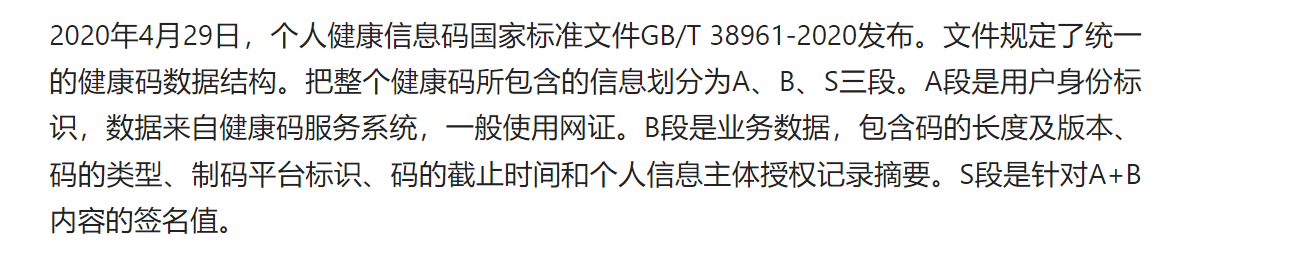 2020年4月29日，个人健康信息码国家标准文件GB/T 38961-2020发布。文件规定了统一
的健康码数据结构。把整个健康码所包含的信息划分为A、B、S三段。A段是用户身份标
识，数据来自健康码服务系统，一般使用网证。B段是业务数据，包含码的长度及版本、
码的类型、制码平台标识、码的截止时间和个人信息主体授权记录摘要。S段是针对A+B
内容的签名值。